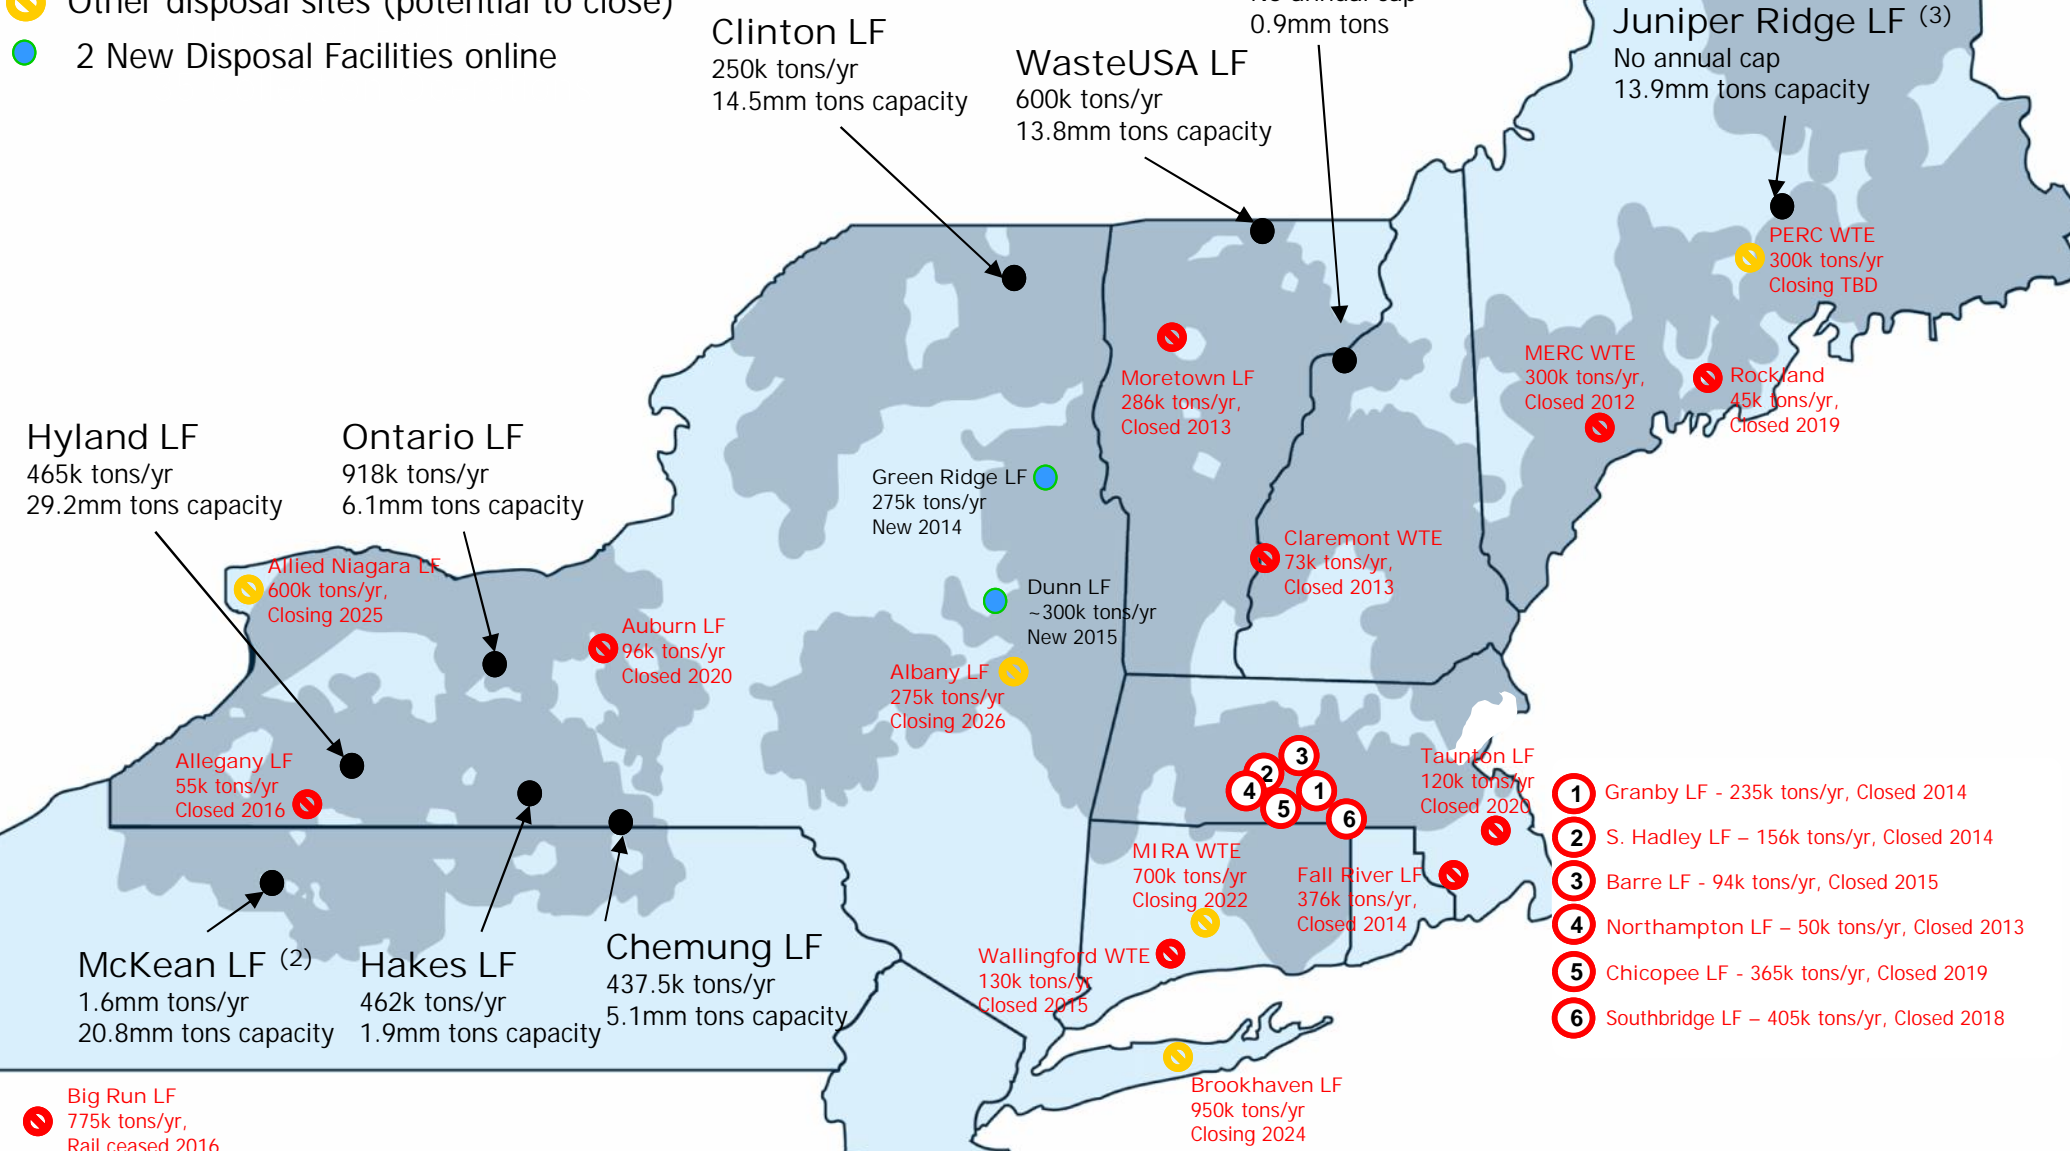 Other disposal sites (potential to close)
2 New Disposal Facilities online
Clinton LF
250k tons/yr
14.5mm tons capacity
WasteUSA LF
600k tons/yr
13.8mm tons capacity
No annual cap
0.9mm tons
Juniper Ridge LF (3)
No annual cap
13.9mm tons capacity
PERC WTE
300k tons/yr
Closing TBD
MERC WTE
300k tons/yr,
Closed 2012
Rockland
45k tons/yr,
Closed 2019
Moretown LF
286k tons/yr,
Closed 2013
Hyland LF
465k tons/yr
29.2mm tons capacity
Ontario LF
918k tons/yr
6.1mm tons capacity
Green Ridge LF
275k tons/yr
New 2014
Claremont WTE
73k tons/yr,
Closed 2013
Allied Niagara LF
600k tons/yr,
Closing 2025
Dunn LF
~300k tons/yr
New 2015
Auburn LF
96k tons/yr
Closed 2020
Albany LF
275k tons/yr
Closing 2026
Allegany LF
55k tons/yr
Closed 2016
3
2
4
1
5
6
Taunton LF
120k tons/yr
Closed 2020
1 Granby LF - 235k tons/yr, Closed 2014
2 S. Hadley LF – 156k tons/yr, Closed 2014
3 Barre LF - 94k tons/yr, Closed 2015
4 Northampton LF – 50k tons/yr, Closed 2013
5 Chicopee LF - 365k tons/yr, Closed 2019
6 Southbridge LF – 405k tons/yr, Closed 2018
MIRA WTE
700k tons/yr
Closing 2022
Fall River LF
376k tons/yr,
Closed 2014
Wallingford WTE
130k tons/yr
Closed 2015
McKean LF (2)
1.6mm tons/yr
20.8mm tons capacity
Hakes LF
462k tons/yr
1.9mm tons capacity
Chemung LF
437.5k tons/yr
5.1mm tons capacity
Brookhaven LF
950k tons/yr
Closing 2024
Big Run LF
775k tons/yr,
Rail ceased 2016